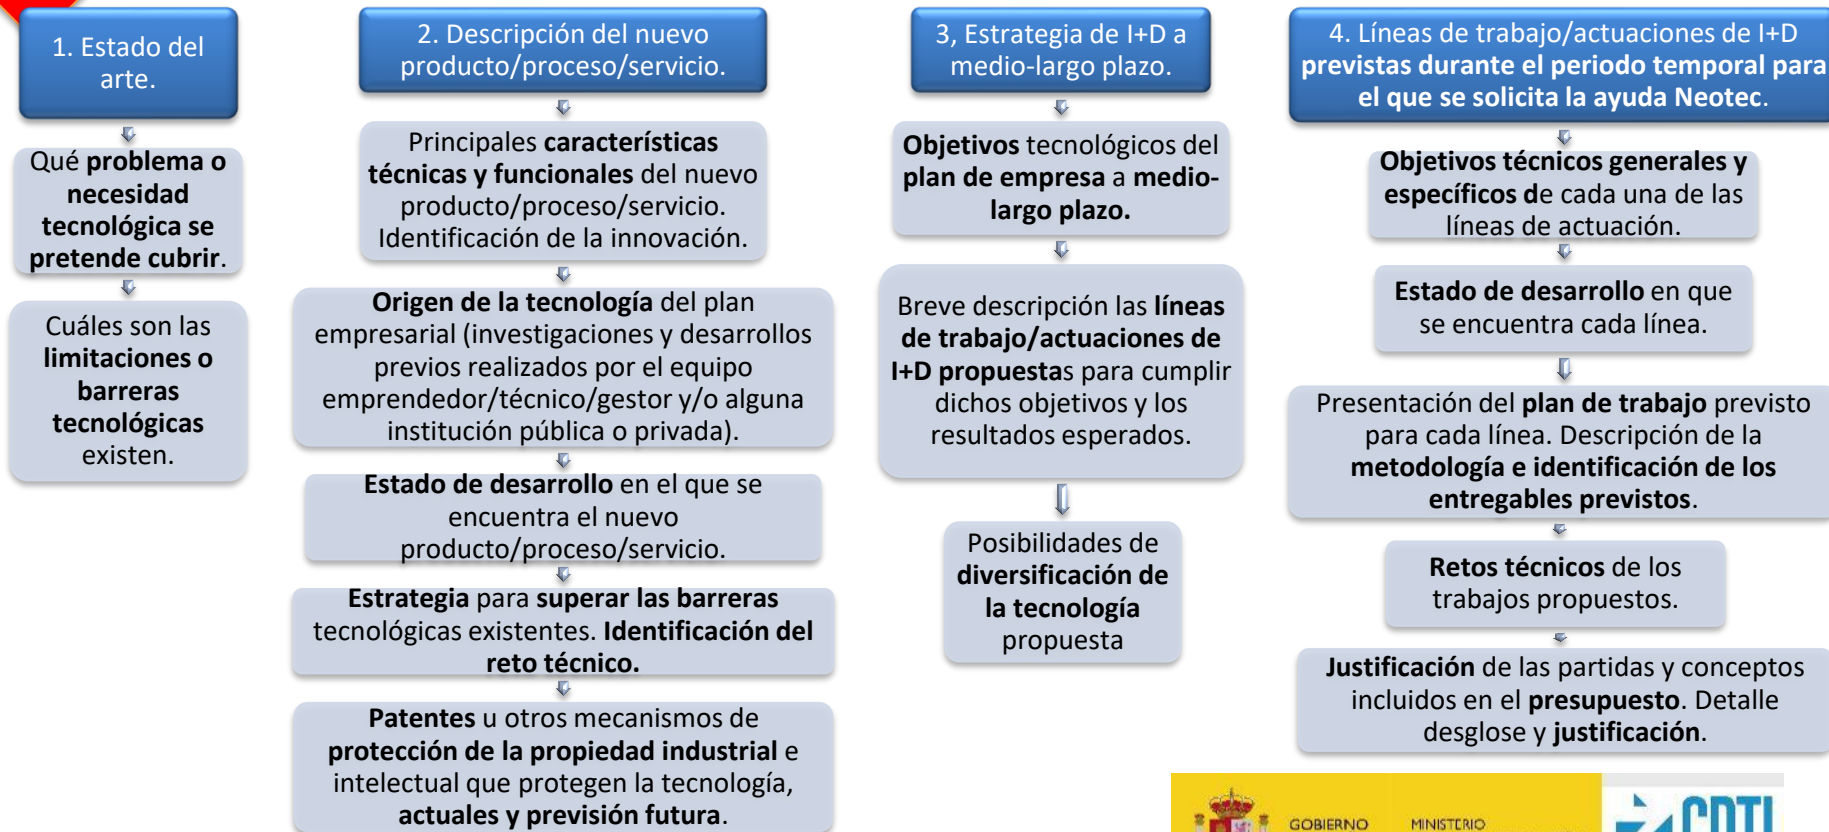 1. Estado del
arte.
Qué problema o
necesidad
tecnológica se
pretende cubrir.
Cuáles son las
limitaciones o
barreras
tecnológicas
existen.
2. Descripción del nuevo
producto/proceso/servicio.
Principales características
técnicas y funcionales del nuevo
producto/proceso/servicio.
Identificación de la innovación.
Origen de la tecnología del plan
empresarial (investigaciones y desarrollos
previos realizados por el equipo
emprendedor/técnico/gestor y/o alguna
institución pública o privada).
Estado de desarrollo en el que se
encuentra el nuevo
producto/proceso/servicio.
Estrategia para superar las barreras
tecnológicas existentes. Identificación del
reto técnico.
Patentes u otros mecanismos de
protección de la propiedad industrial e
intelectual que protegen la tecnología,
actuales y previsión futura.
3, Estrategia de I+D a
medio-largo plazo.
Objetivos tecnológicos del
plan de empresa a medio-
largo plazo.
Breve descripción las líneas
de trabajo/actuaciones de
I+D propuestas para cumplir
dichos objetivos y los
resultados esperados.
Posibilidades de
diversificación de
la tecnología
propuesta
4. Líneas de trabajo/actuaciones de I+D
previstas durante el periodo temporal para
el que se solicita la ayuda Neotec.
Objetivos técnicos generales y
específicos de cada una de las
líneas de actuación.
Estado de desarrollo en que
se encuentra cada línea.
Presentación del plan de trabajo previsto
para cada línea. Descripción de la
metodología e identificación de los
entregables previstos.
Retos técnicos de los
trabajos propuestos.
Justificación de las partidas y conceptos
incluidos en el presupuesto. Detalle
desglose y justificación.
GOBIERNO
MINISTERIO
CDTI